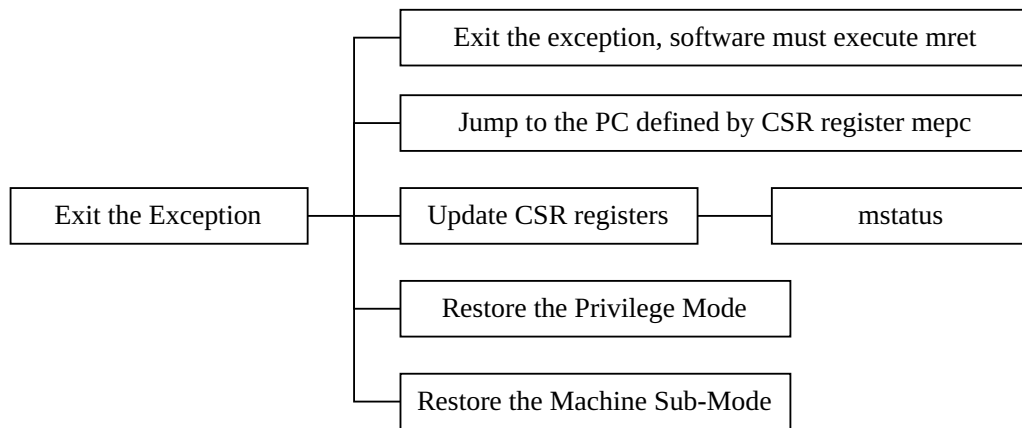 Exit the exception, software must execute mret
Jump to the PC defined by CSR register mepc
Exit the Exception
Update CSR registers
mstatus
Restore the Privilege Mode
Restore the Machine Sub-Mode